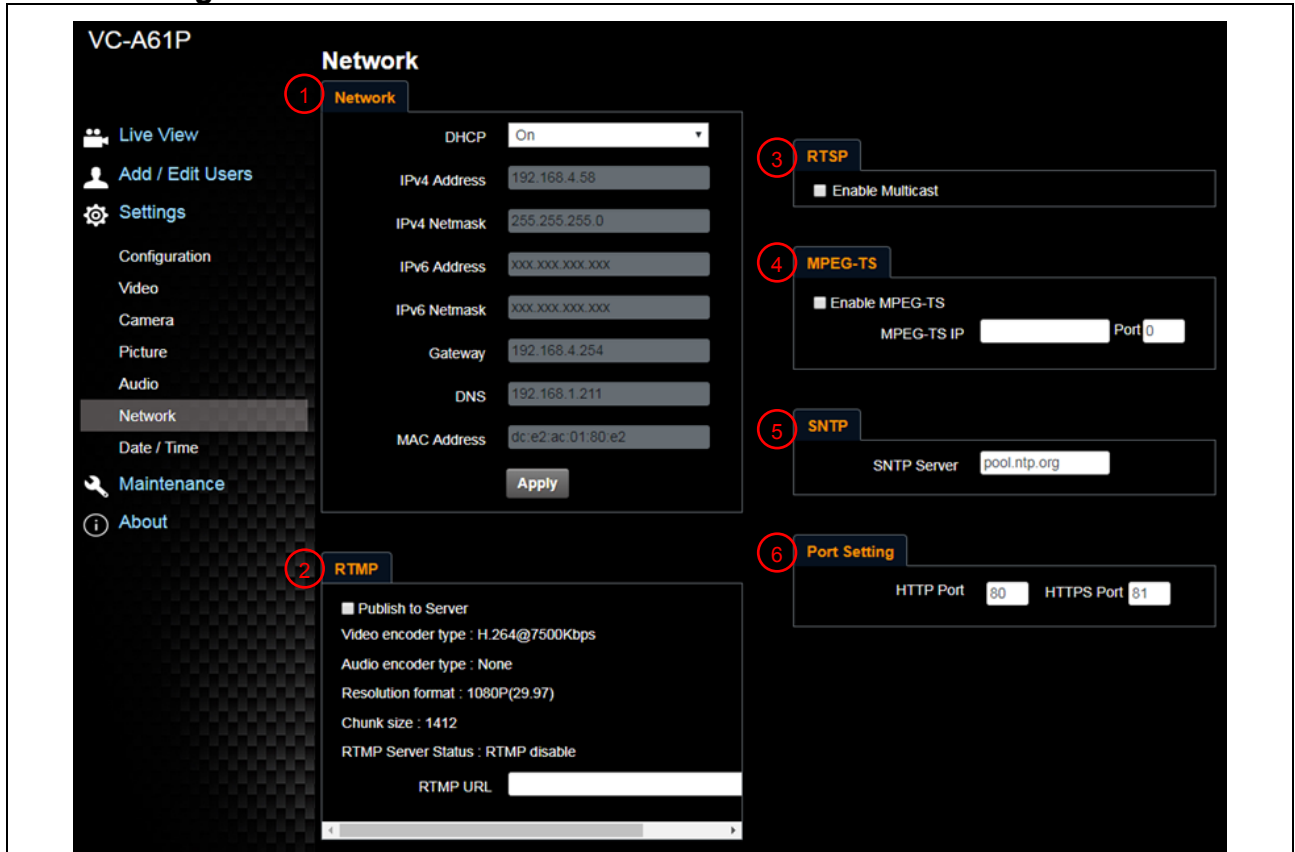 VC-A61P
Live View
Add / Edit Users
Settings
Configuration
Video
Camera
Picture
Audio
Network
Date / Time
Maintenance
About
Network
1 Network
DHCP On
IPv4 Address 192.168.4.58
IPv4 Netmask 255.255.255.0
IPv6 Address xxx.xxx.xxx.xxx
IPv6 Netmask xxx.xxx.xxx.xxx
Gateway 192.168.4.254
DNS 192.168.1.211
MAC Address dc:e2:ac:01:80:e2
Apply
2 RTMP
Publish to Server
Video encoder type : H.264@7500Kbps
Audio encoder type : None
Resolution format : 1080P(29.97)
Chunk size : 1412
RTMP Server Status : RTMP disable
RTMP URL
3 RTSP
Enable Multicast
4 MPEG-TS
Enable MPEG-TS
MPEG-TS IP Port 0
5 SNTP
SNTP Server pool.ntp.org
6 Port Setting
HTTP Port 80 HTTPS Port 81